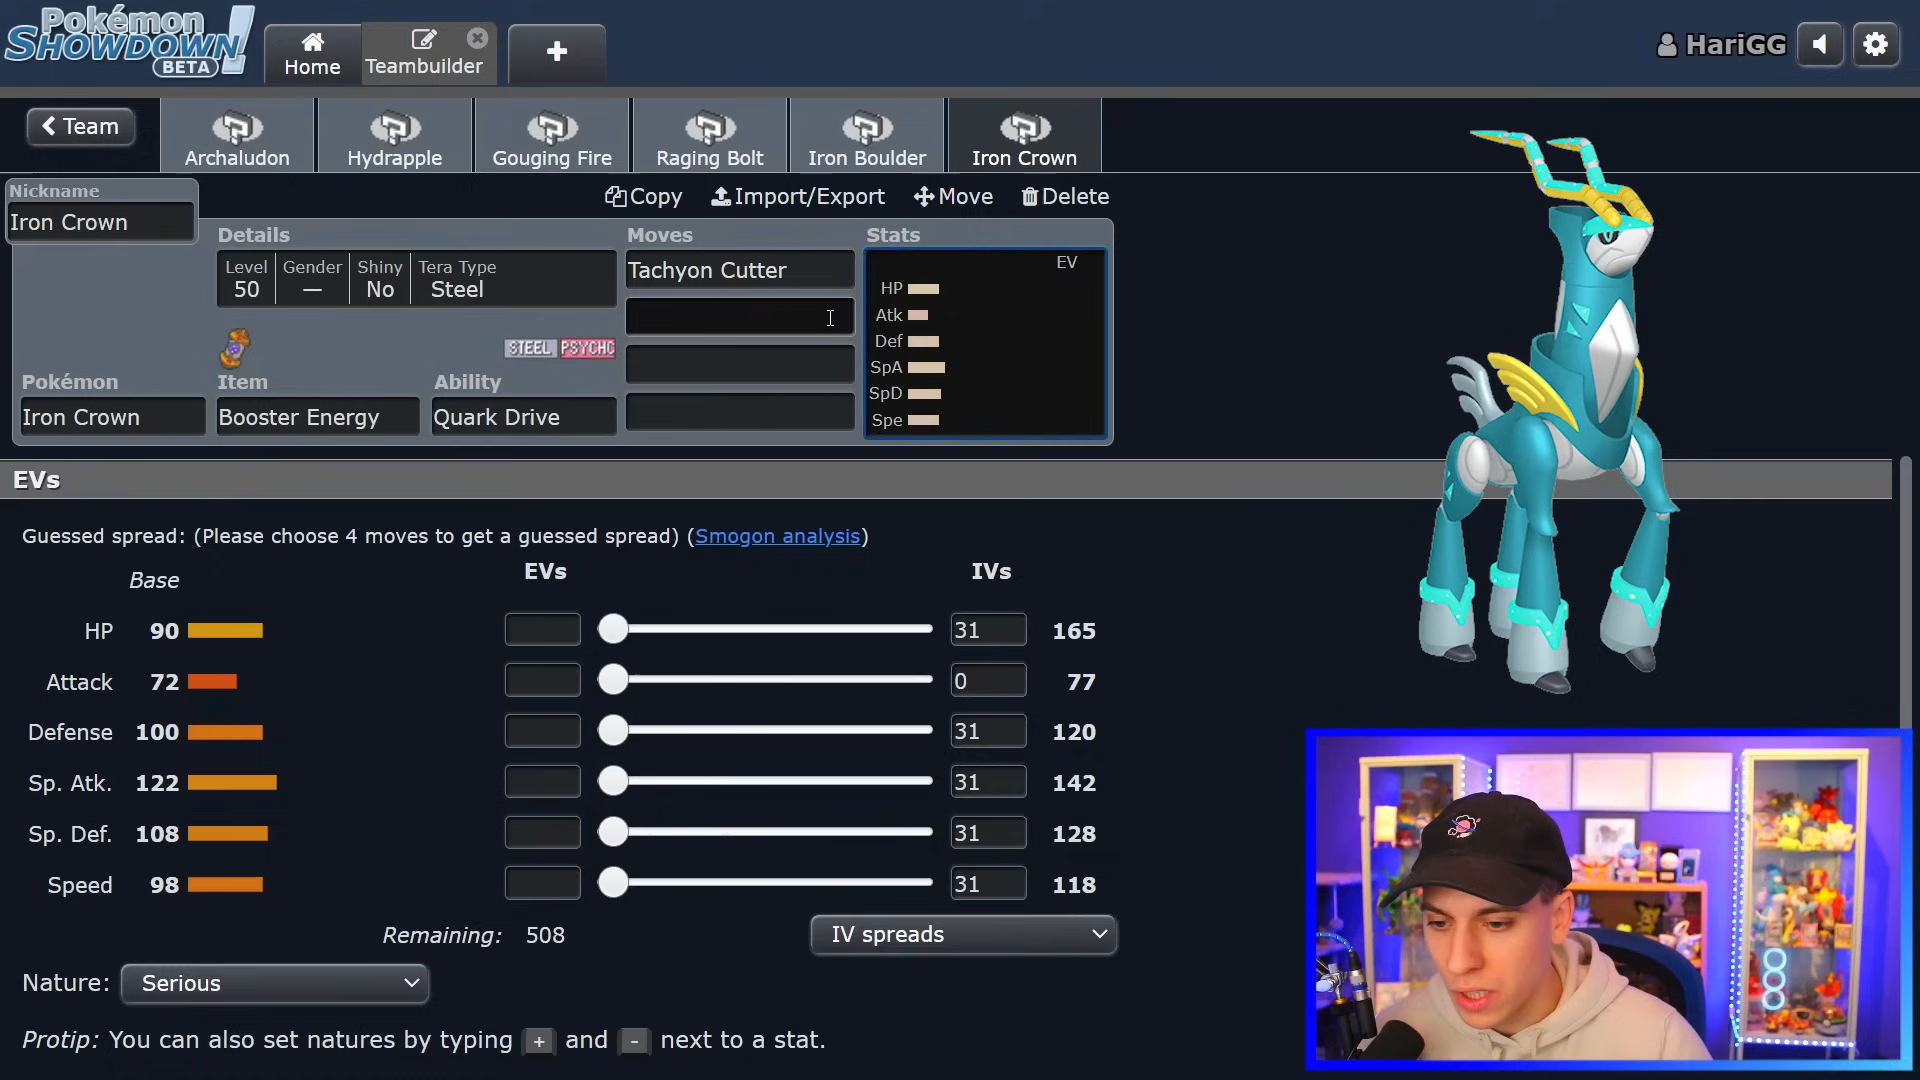 Pokémon
SHOWDOWN!
BETA
Home
Teambuilder
+
HariGG
Team
Archaludon
Hydrapple
Gouging Fire
Raging Bolt
Iron Boulder
Iron Crown
Nickname
Iron Crown
Copy
Import/Export
Move
Delete
Details
Level
50
Gender
—
Shiny
No
Tera Type
Steel
STEEL
PSYCHC
Pokémon
Iron Crown
Item
Booster Energy
Ability
Quark Drive
Moves
Tachyon Cutter
Stats
EV
HP
Atk
Def
SpA
SpD
Spe
EVs
Guessed spread: (Please choose 4 moves to get a guessed spread) (Smogon analysis)
Base
EVs
IVs
HP 90 31 165
Attack 72 0 77
Defense 100 31 120
Sp. Atk. 122 31 142
Sp. Def. 108 31 128
Speed 98 31 118
Remaining: 508
IV spreads
Nature: Serious
Protip: You can also set natures by typing + and - next to a stat.